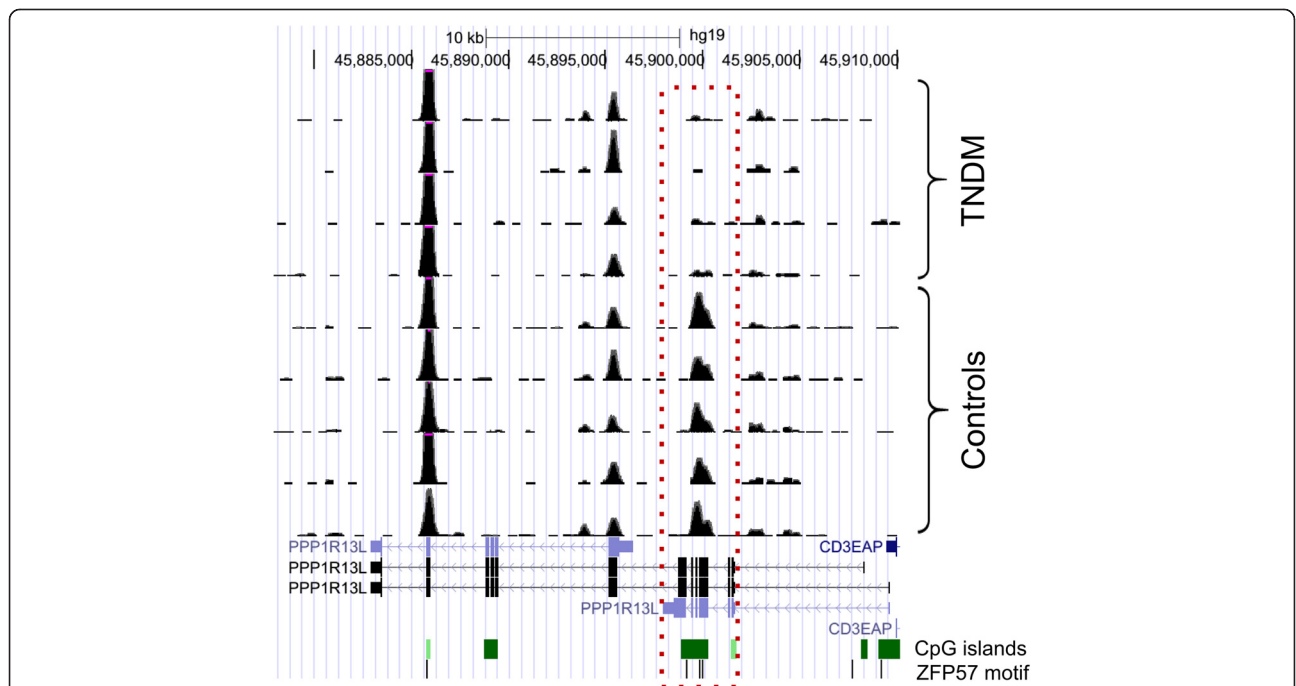 10 kb hg19
45,885,000 45,890,000 45,895,000 45,900,000 45,905,000 45,910,000
TNDM
Controls
PPP1R13L CD3EAP
PPP1R13L
PPP1R13L
PPP1R13L
CD3EAP
CpG islands
ZFP57 motif